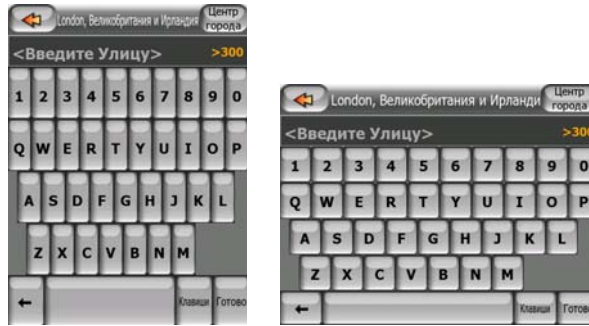 London, Великобритания и Ирландия
Центр города
<Введите Улицу> >300
1 2 3 4 5 6 7 8 9 0
Q W E R T Y U I O P
A S D F G H J K L
Z X C V B N M
← Клавиши Готово
London, Великобритания и Ирланди
Центр города
<Введите Улицу> >300
1 2 3 4 5 6 7 8 9 0
Q W E R T Y U I O P
A S D F G H J K L
Z X C V B N M
← Клавиши Готово